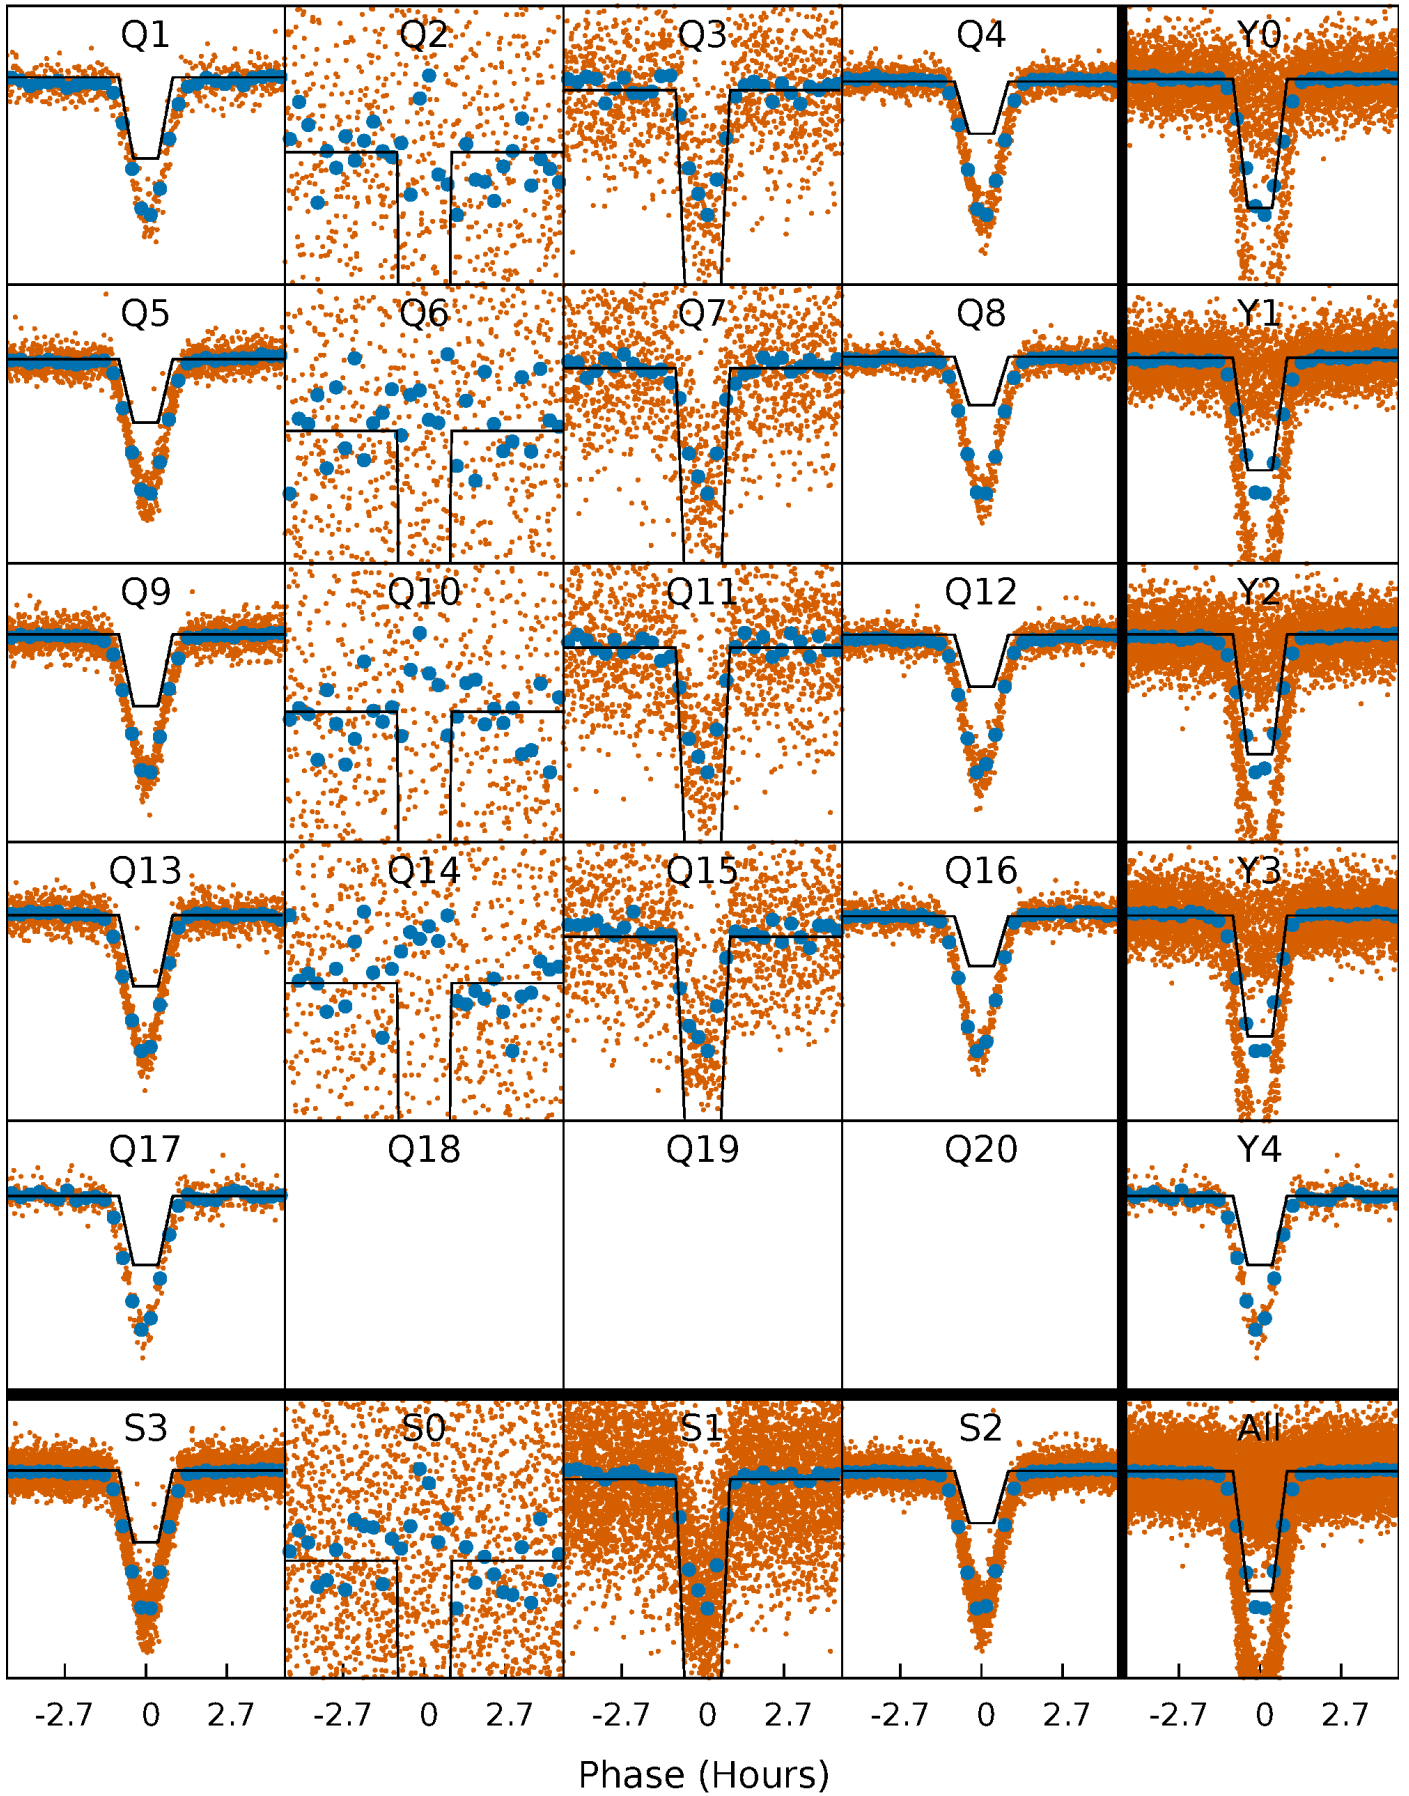 Q1 Q2 Q3 Q4 Y0
Q5 Q6 Q7 Q8 Y1
Q9 Q10 Q11 Q12 Y2
Q13 Q14 Q15 Q16 Y3
Q17 Q18 Q19 Q20 Y4
S3 S0 S1 S2 All
-2.7 0 2.7 -2.7 0 2.7 -2.7 0 2.7 -2.7 0 2.7 -2.7 0 2.7
Phase (Hours)